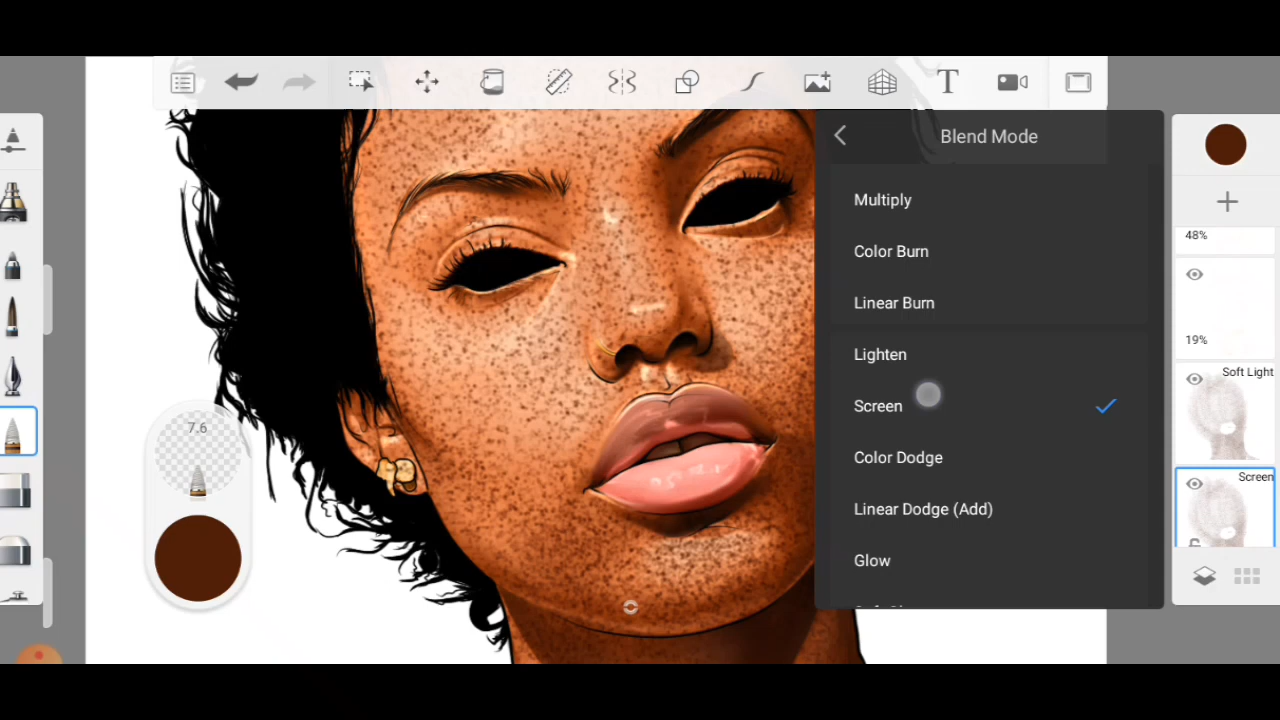 T
Blend Mode
Multiply
Color Burn
Linear Burn
Lighten
Screen
Color Dodge
Linear Dodge (Add)
Glow
7.6
48%
19%
Soft Light
Screen